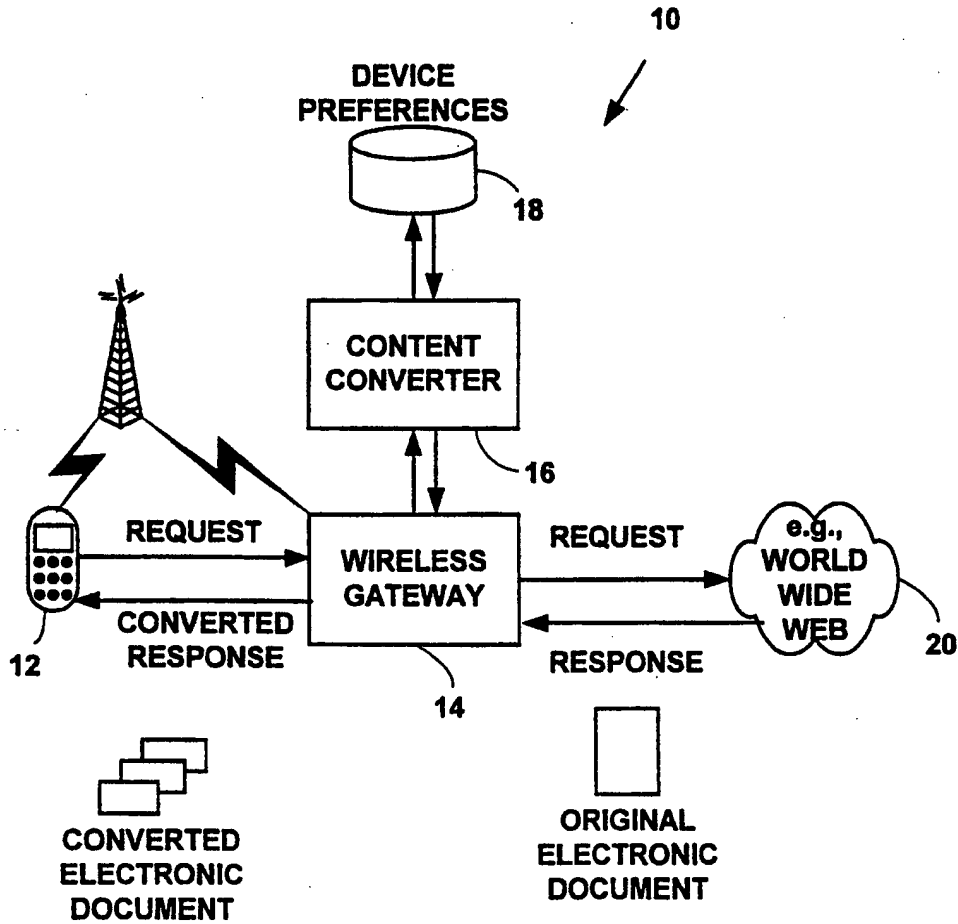 10
DEVICE
PREFERENCES
18
CONTENT
CONVERTER
16
REQUEST
WIRELESS
GATEWAY
REQUEST
e.g.,
WORLD
WIDE
WEB
CONVERTED
RESPONSE
RESPONSE
12
14
20
CONVERTED
ELECTRONIC
DOCUMENT
ORIGINAL
ELECTRONIC
DOCUMENT